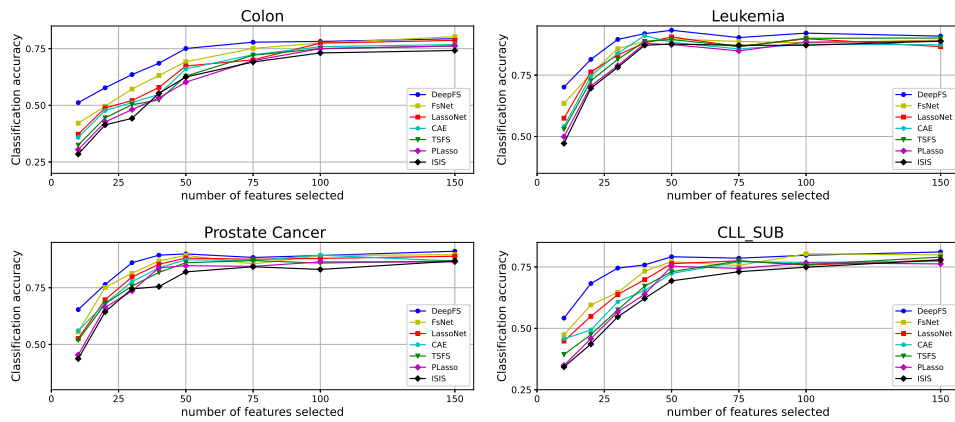 Colon
Classification accuracy
0.75
0.50
0.25
DeepFS
FsNet
LassoNet
CAE
TSFS
PLasso
ISIS
0 25 50 75 100 150
number of features selected
Leukemia
Classification accuracy
0.75
0.50
DeepFS
FsNet
LassoNet
CAE
TSFS
PLasso
ISIS
0 25 50 75 100 150
number of features selected
Prostate Cancer
Classification accuracy
0.75
0.50
DeepFS
FsNet
LassoNet
CAE
TSFS
PLasso
ISIS
0 25 50 75 100 150
number of features selected
CLL_SUB
Classification accuracy
0.75
0.50
0.25
DeepFS
FsNet
LassoNet
CAE
TSFS
PLasso
ISIS
0 25 50 75 100 150
number of features selected